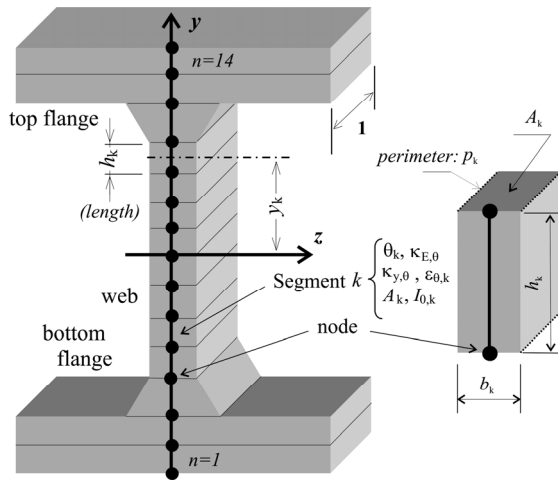 y
n=14
1
top flange
h_k
A_k
perimeter: p_k
(length)
y_k
z
h_k
θ_k, κ_E,θ
Segment k
κ_y,θ , ε_θ,k
web
A_k, I_0,k
node
bottom
flange
b_k
n=1